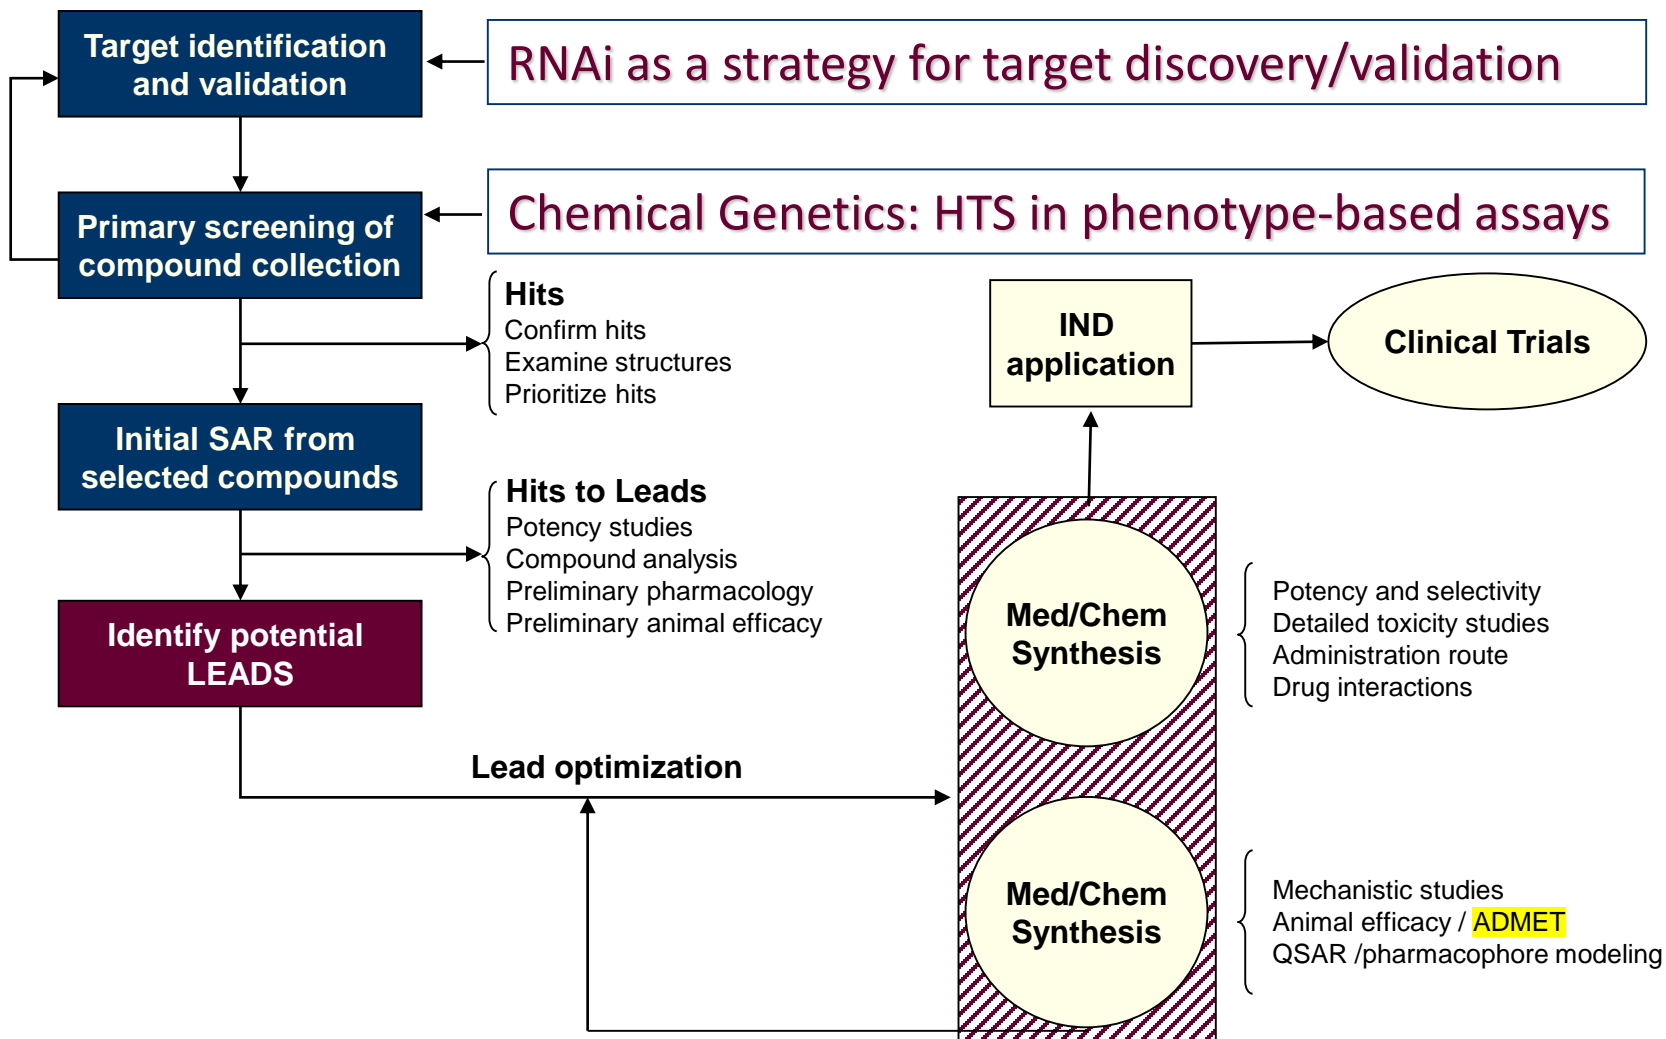 Target identification
and validation
RNAi as a strategy for target discovery/validation
Primary screening of
compound collection
Chemical Genetics: HTS in phenotype-based assays
Hits
Confirm hits
Examine structures
Prioritize hits
IND
application
Clinical Trials
Initial SAR from
selected compounds
Hits to Leads
Potency studies
Compound analysis
Preliminary pharmacology
Preliminary animal efficacy
Identify potential
LEADS
Med/Chem
Synthesis
Potency and selectivity
Detailed toxicity studies
Administration route
Drug interactions
Lead optimization
Med/Chem
Synthesis
Mechanistic studies
Animal efficacy / ADMET
QSAR /pharmacophore modeling